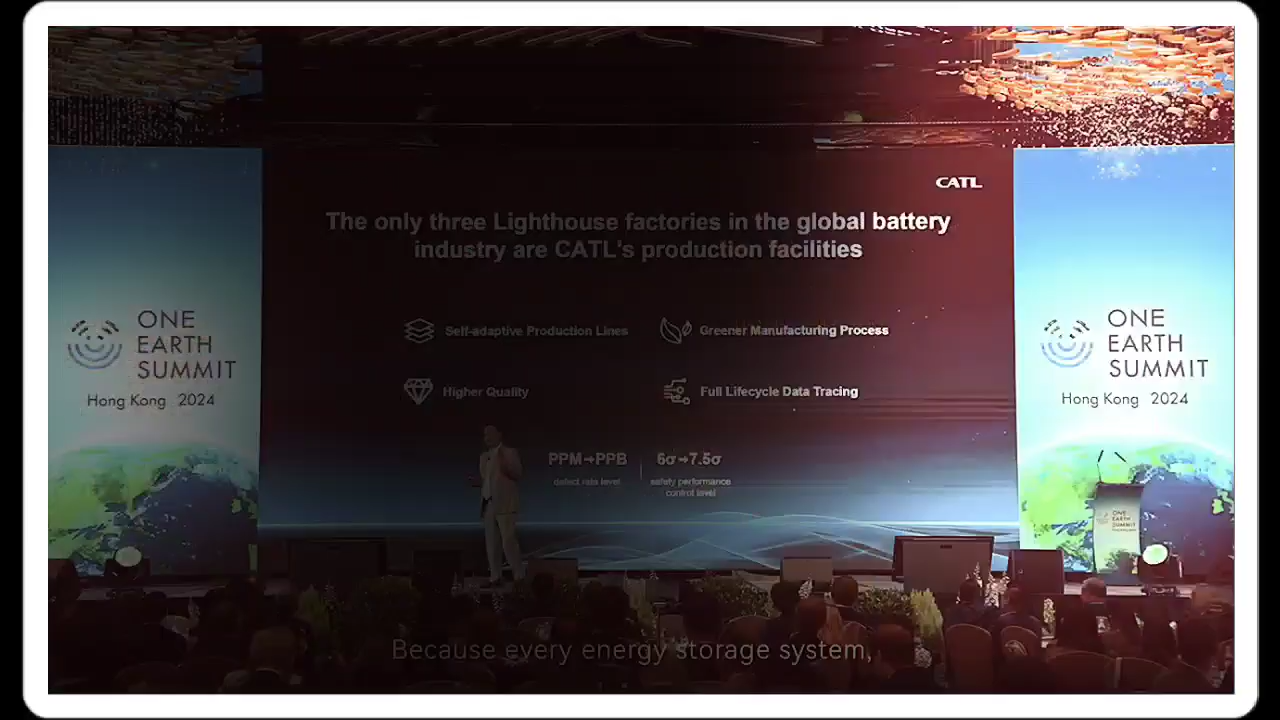 CATL
The only three Lighthouse factories in the global battery
industry are CATL's production facilities
Self-adaptive Production Lines
Greener Manufacturing Process
Higher Quality
Full Lifecycle Data Tracing
PPM→PPB
defect rate level
6σ→7.5σ
safety performance
control level
ONE
EARTH
SUMMIT
Hong Kong 2024
ONE
EARTH
SUMMIT
Hong Kong 2024
ONE
EARTH
SUMMIT
Because every energy storage system,